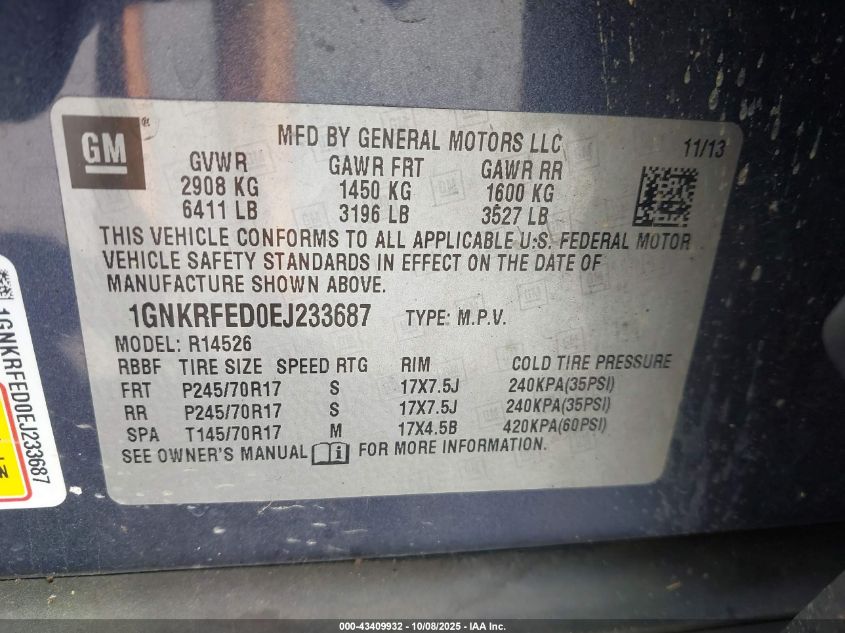 GM ®
MFD BY GENERAL MOTORS LLC
11/13
GVWR GAWR FRT GAWR RR
2908 KG 1450 KG 1600 KG
6411 LB 3196 LB 3527 LB
THIS VEHICLE CONFORMS TO ALL APPLICABLE U.S. FEDERAL MOTOR
VEHICLE SAFETY STANDARDS IN EFFECT ON THE DATE OF
MANUFACTURE SHOWN ABOVE.
1GNKRFED0EJ233687 TYPE: M.P.V.
MODEL: R14526
RBBF TIRE SIZE SPEED RTG RIM COLD TIRE PRESSURE
FRT P245/70R17 S 17X7.5J 240KPA(35PSI)
RR P245/70R17 S 17X7.5J 240KPA(35PSI)
SPA T145/70R17 M 17X4.5B 420KPA(60PSI)
SEE OWNER'S MANUAL i FOR MORE INFORMATION.
1GNKRFED0EJ233687
000-43409932 - 10/08/2025 - IAA Inc.